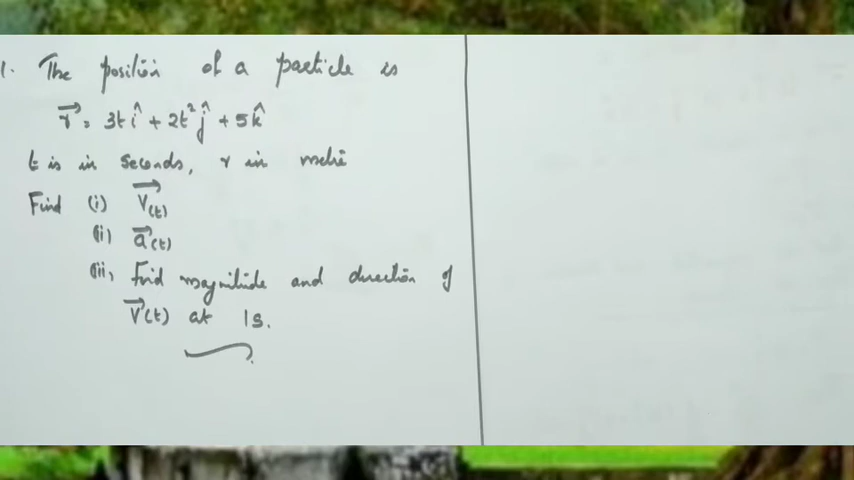 1. The position of a particle is
r⃗ = 3t î + 2t² ĵ + 5 k̂
t is in seconds, r in metre
Find (i) V⃗(t)
(ii) a⃗(t)
(iii, Find magnitude and direction of
V⃗(t) at 1s.